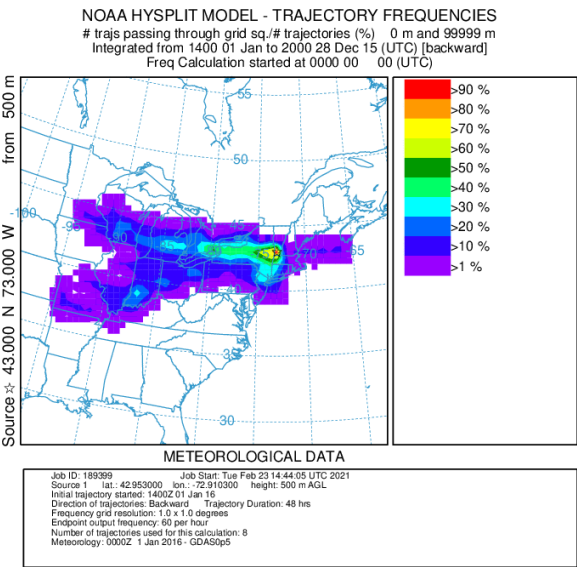 NOAA HYSPLIT MODEL - TRAJECTORY FREQUENCIES
# trajs passing through grid sq./# trajectories (%) 0 m and 99999 m
Integrated from 1400 01 Jan to 2000 28 Dec 15 (UTC) [backward]
Freq Calculation started at 0000 00 00 (UTC)
Source ☆ 43.000 N 73.000 W from 500 m
55
50
45
-100
-95
-90
-70
-65
40
35
30
>90 %
>80 %
>70 %
>60 %
>50 %
>40 %
>30 %
>20 %
>10 %
>1 %
METEOROLOGICAL DATA
Job ID: 189399 Job Start: Tue Feb 23 14:44:05 UTC 2021
Source 1 lat.: 42.953000 lon.: -72.910300 height: 500 m AGL
Initial trajectory started: 1400Z 01 Jan 16
Direction of trajectories: Backward Trajectory Duration: 48 hrs
Frequency grid resolution: 1.0 x 1.0 degrees
Endpoint output frequency: 60 per hour
Number of trajectories used for this calculation: 8
Meteorology: 0000Z 1 Jan 2016 - GDAS0p5